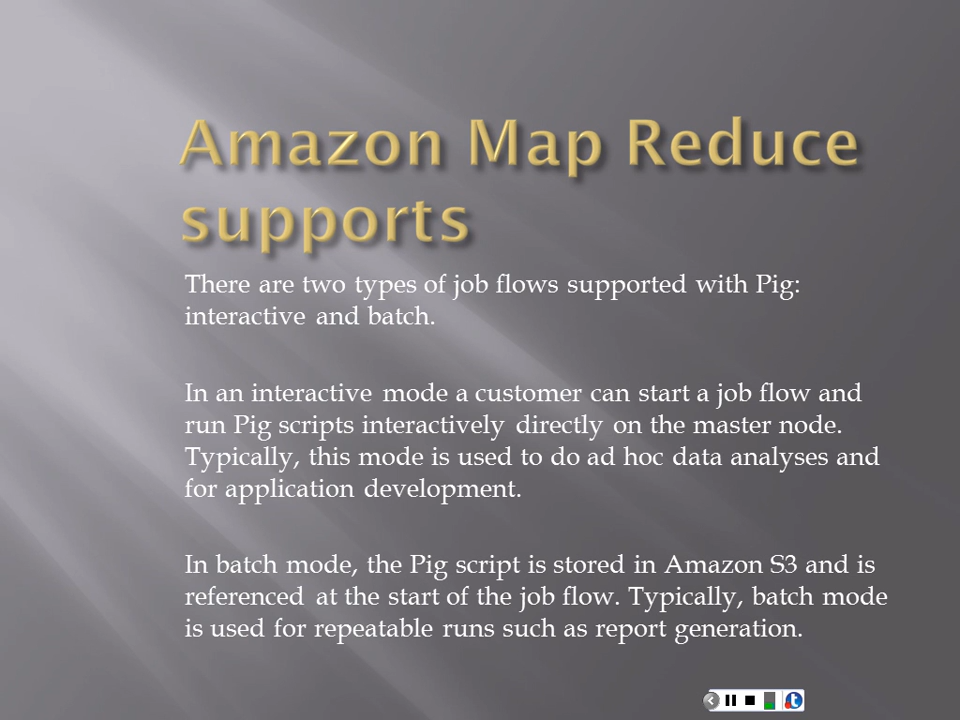 Amazon Map Reduce
supports
There are two types of job flows supported with Pig:
interactive and batch.
In an interactive mode a customer can start a job flow and
run Pig scripts interactively directly on the master node.
Typically, this mode is used to do ad hoc data analyses and
for application development.
In batch mode, the Pig script is stored in Amazon S3 and is
referenced at the start of the job flow. Typically, batch mode
is used for repeatable runs such as report generation.
t